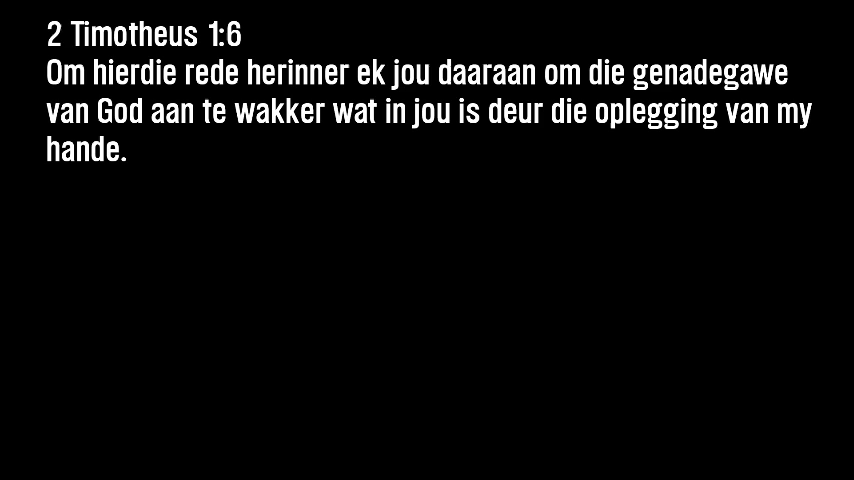 2 Timotheus 1:6
Om hierdie rede herinner ek jou daaraan om die genadegawe
van God aan te wakker wat in jou is deur die oplegging van my
hande.